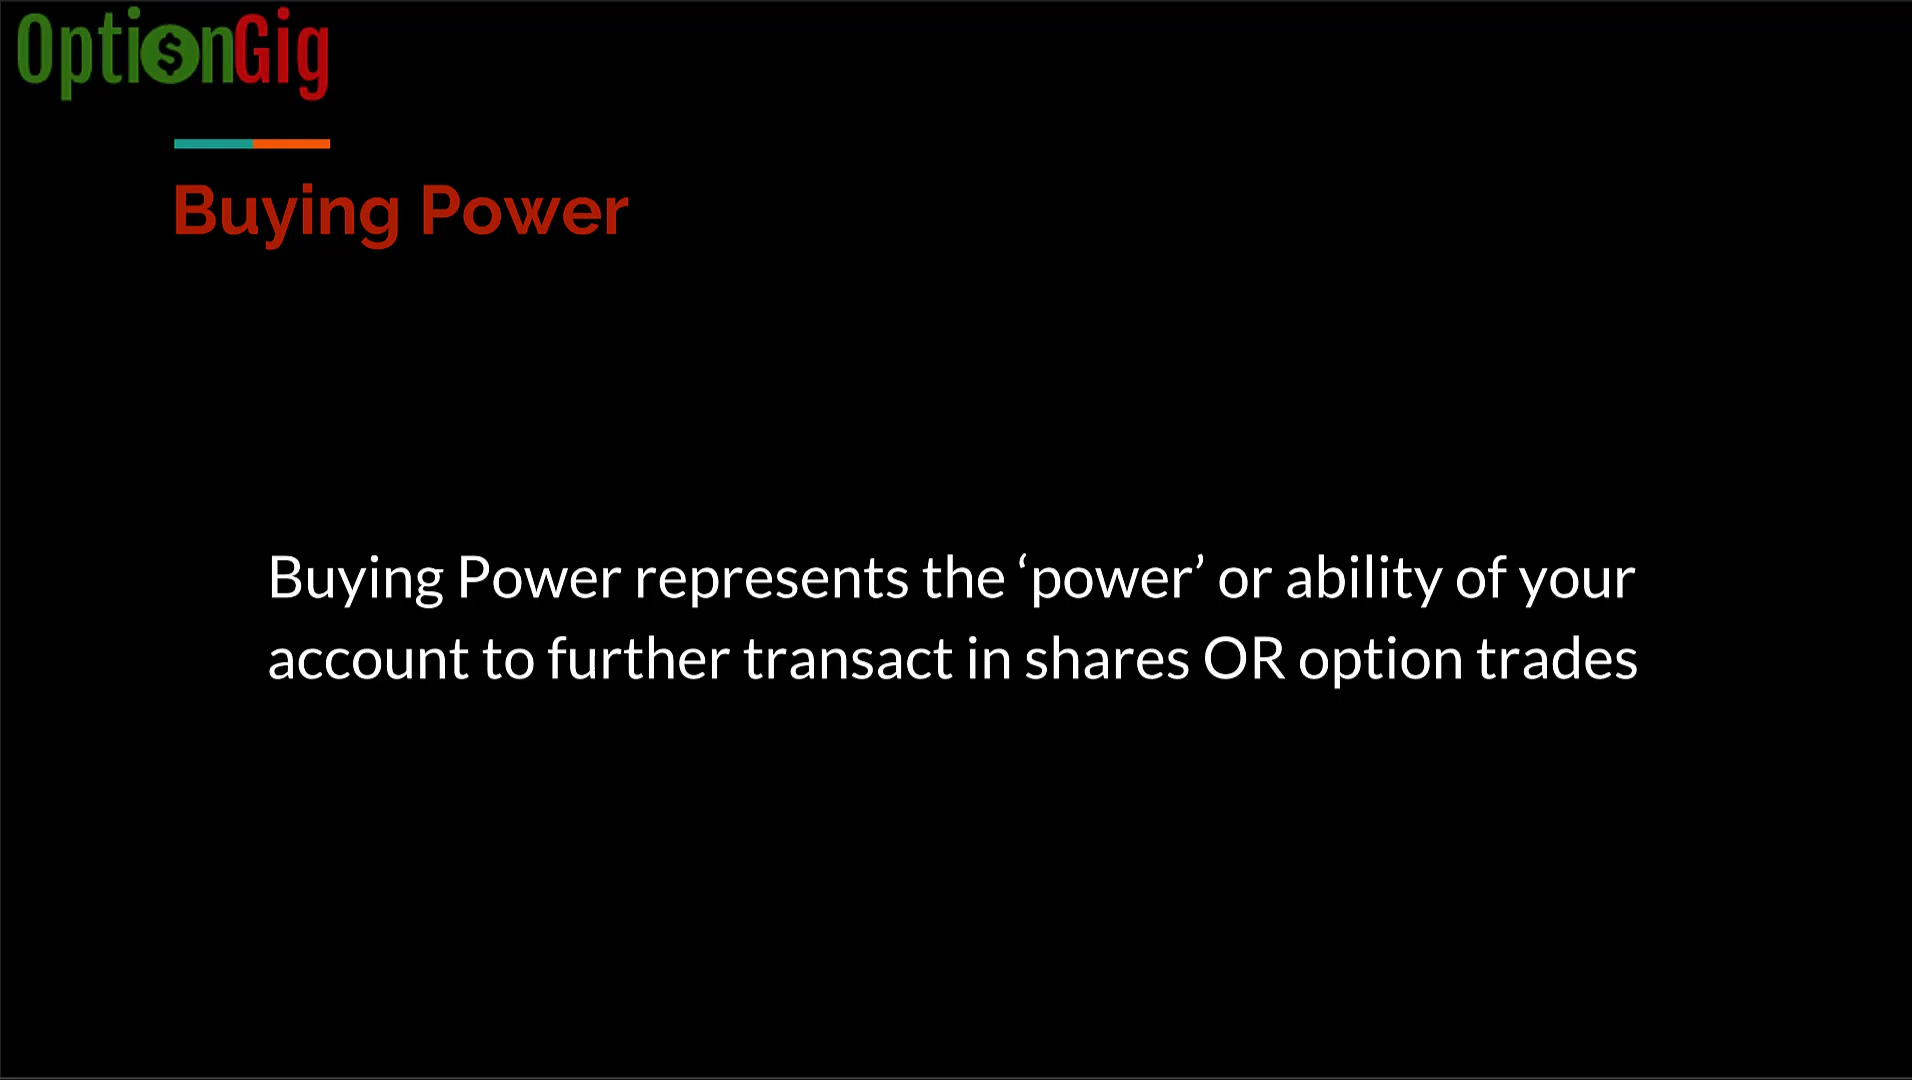 OptionGig
Buying Power
Buying Power represents the ‘power’ or ability of your
account to further transact in shares OR option trades